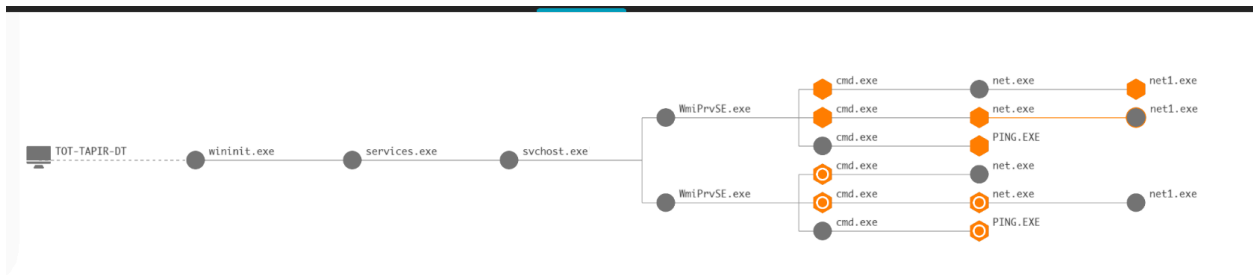 TOT-TAPIR-DT
wininit.exe
services.exe
svchost.exe
WmiPrvSE.exe
cmd.exe
net.exe
net1.exe
cmd.exe
net.exe
net1.exe
cmd.exe
PING.EXE
WmiPrvSE.exe
cmd.exe
net.exe
cmd.exe
net.exe
net1.exe
cmd.exe
PING.EXE